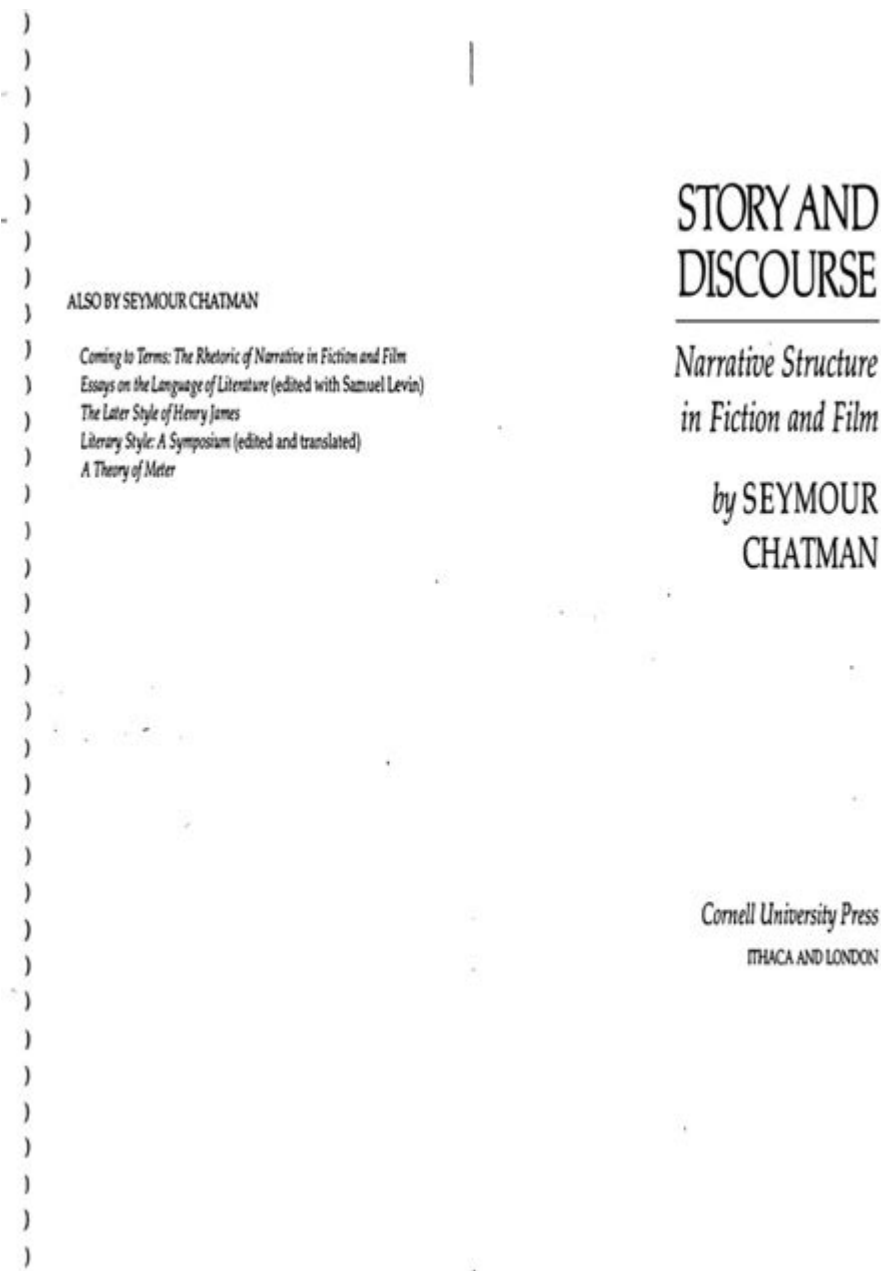 ALSO BY SEYMOUR CHATMAN
Coming to Terms: The Rhetoric of Narrative in Fiction and Film
Essays on the Language of Literature (edited with Samuel Levin)
The Later Style of Henry James
Literary Style: A Symposium (edited and translated)
A Theory of Meter
STORY AND
DISCOURSE
Narrative Structure
in Fiction and Film
by SEYMOUR
CHATMAN
Cornell University Press
ITHACA AND LONDON